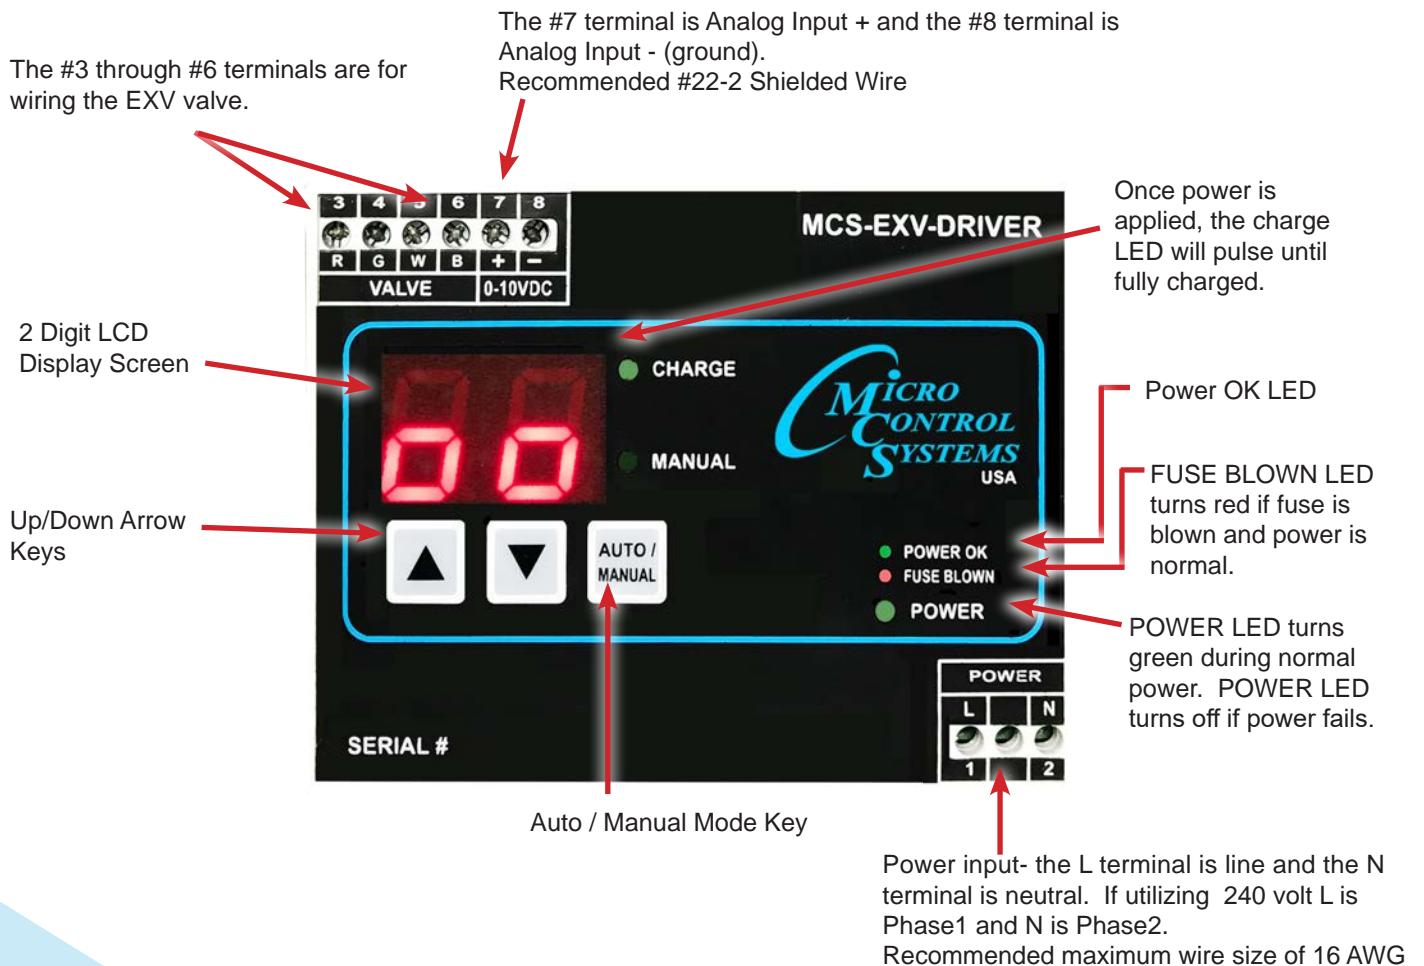 The #7 terminal is Analog Input + and the #8 terminal is
Analog Input - (ground).
Recommended #22-2 Shielded Wire
The #3 through #6 terminals are for
wiring the EXV valve.
3 4 5 6 7 8
R G W B + −
VALVE 0-10VDC
MCS-EXV-DRIVER
Once power is
applied, the charge
LED will pulse until
fully charged.
2 Digit LCD
Display Screen
oo
CHARGE
MANUAL
MICRO
CONTROL
SYSTEMS
USA
Power OK LED
FUSE BLOWN LED
turns red if fuse is
blown and power is
normal.
Up/Down Arrow
Keys
AUTO /
MANUAL
POWER OK
FUSE BLOWN
POWER
POWER LED turns
green during normal
power. POWER LED
turns off if power fails.
POWER
L N
1 2
SERIAL #
Auto / Manual Mode Key
Power input- the L terminal is line and the N
terminal is neutral. If utilizing 240 volt L is
Phase1 and N is Phase2.
Recommended maximum wire size of 16 AWG